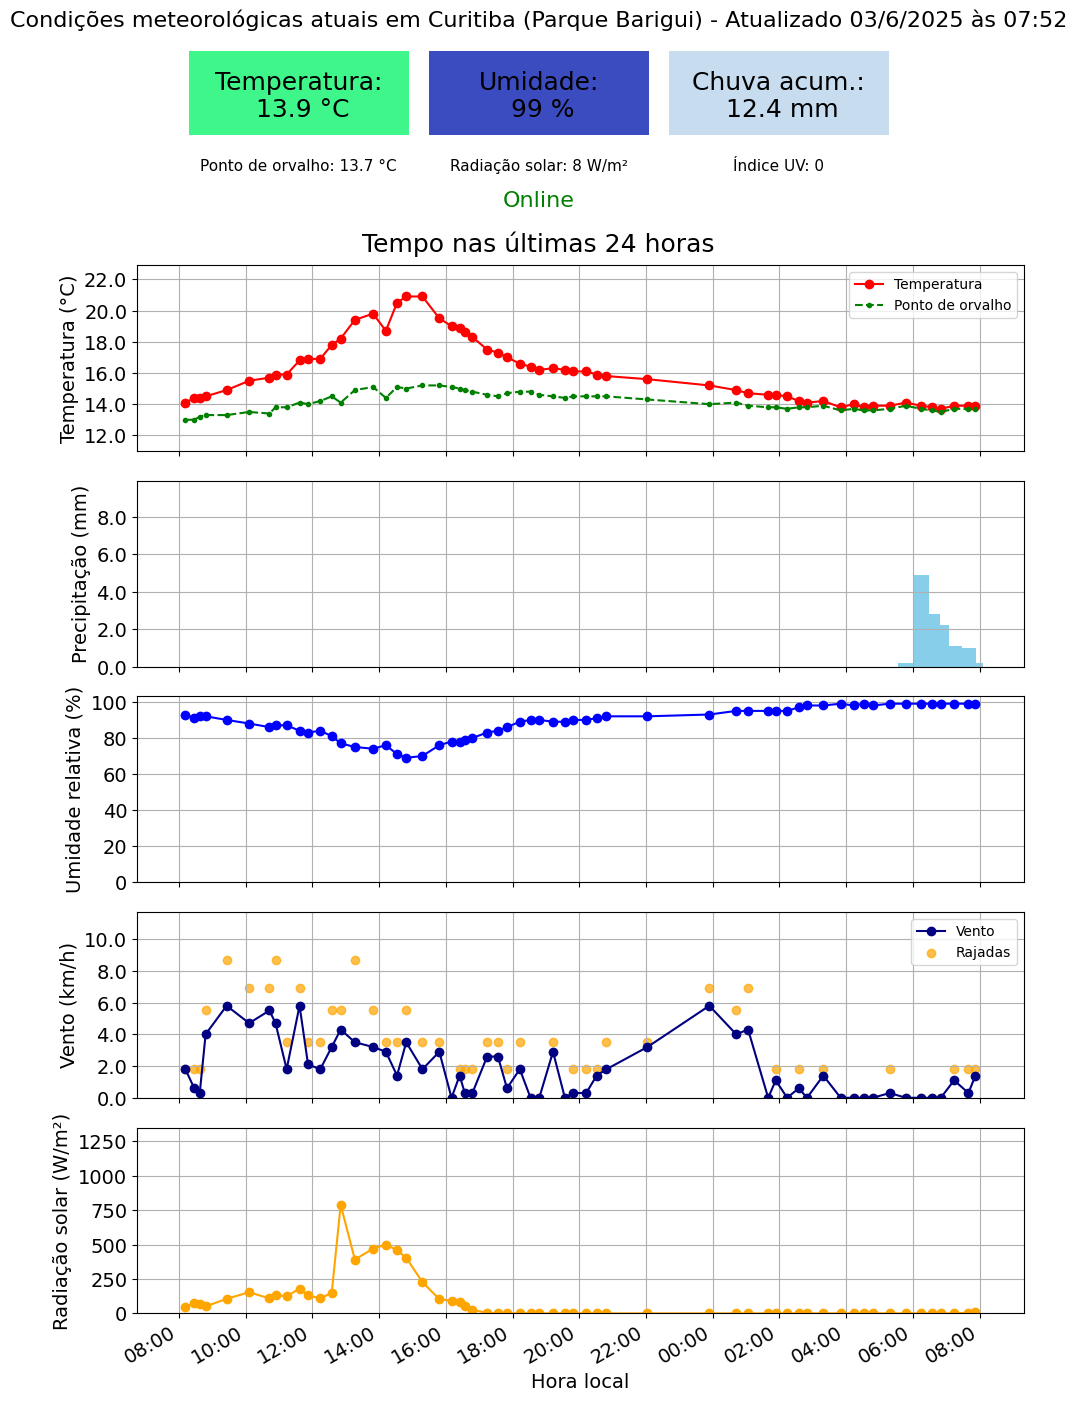 Condições meteorológicas atuais em Curitiba (Parque Barigui) - Atualizado 03/6/2025 às 07:52
Temperatura:
13.9 °C
Umidade:
99 %
Chuva acum.:
12.4 mm
Ponto de orvalho: 13.7 °C
Radiação solar: 8 W/m²
Índice UV: 0
Online
Tempo nas últimas 24 horas
Temperatura (°C)
22.0
20.0
18.0
16.0
14.0
12.0
Temperatura
Ponto de orvalho
Precipitação (mm)
8.0
6.0
4.0
2.0
0.0
Umidade relativa (%)
100
80
60
40
20
0
Vento (km/h)
10.0
8.0
6.0
4.0
2.0
0.0
Vento
Rajadas
Radiação solar (W/m²)
1250
1000
750
500
250
0
08:00 10:00 12:00 14:00 16:00 18:00 20:00 22:00 00:00 02:00 04:00 06:00 08:00
Hora local